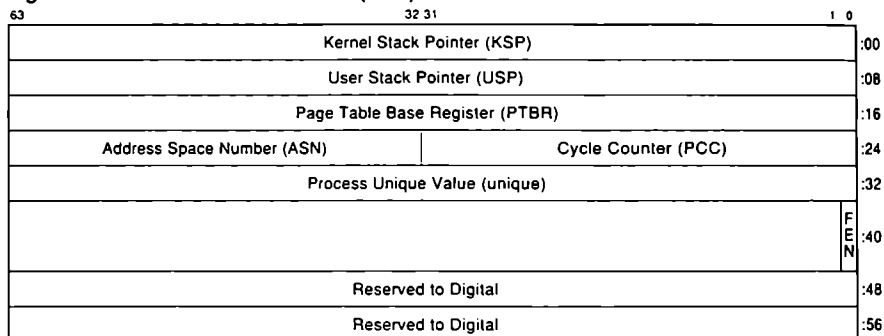 63 32 31 1 0
Kernel Stack Pointer (KSP) :00
User Stack Pointer (USP) :08
Page Table Base Register (PTBR) :16
Address Space Number (ASN) Cycle Counter (PCC) :24
Process Unique Value (unique) :32
FEN :40
Reserved to Digital :48
Reserved to Digital :56